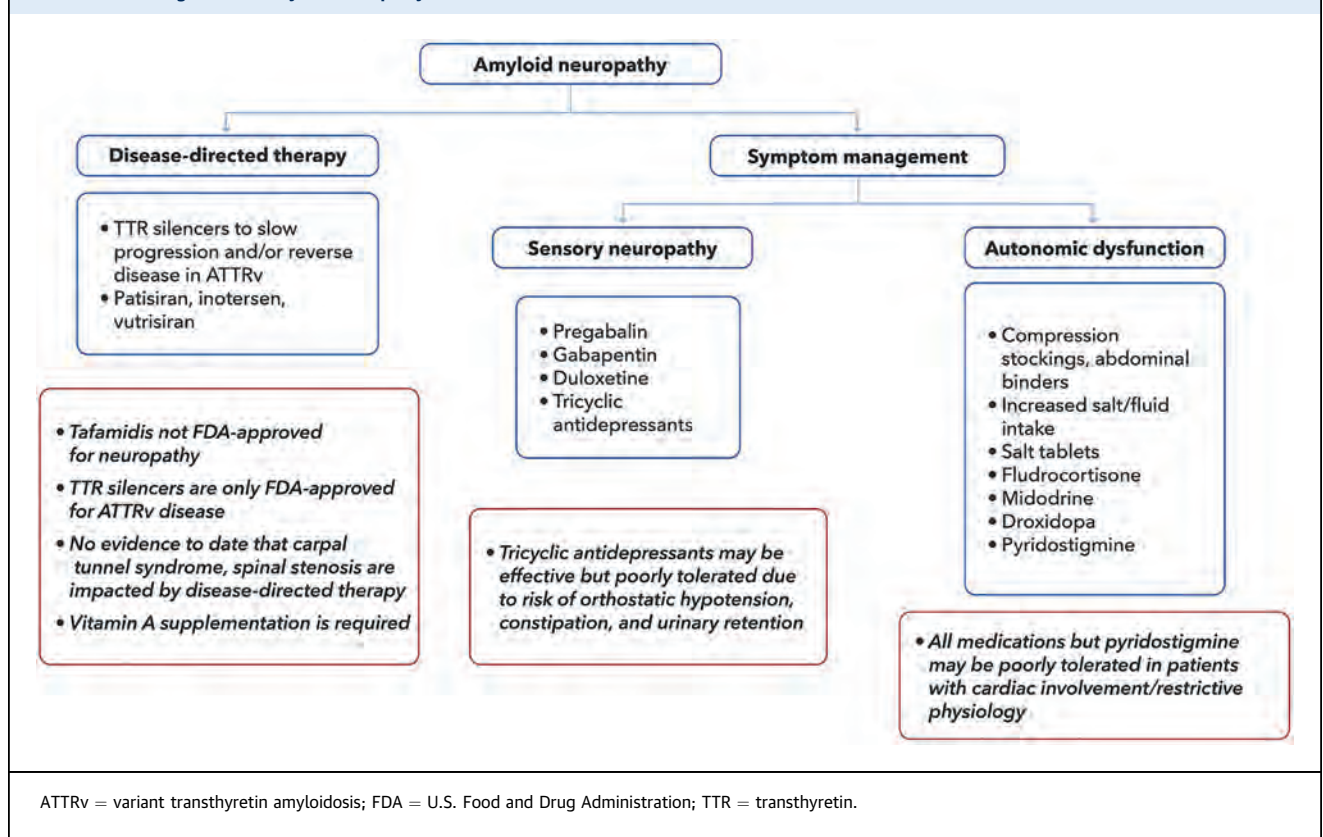 Amyloid neuropathy
Disease-directed therapy
• TTR silencers to slow
progression and/or reverse
disease in ATTRv
• Patisiran, inotersen,
vutrisiran
• Tafamidis not FDA-approved
for neuropathy
• TTR silencers are only FDA-approved
for ATTRv disease
• No evidence to date that carpal
tunnel syndrome, spinal stenosis are
impacted by disease-directed therapy
• Vitamin A supplementation is required
Symptom management
Sensory neuropathy
• Pregabalin
• Gabapentin
• Duloxetine
• Tricyclic
antidepressants
• Tricyclic antidepressants may be
effective but poorly tolerated due
to risk of orthostatic hypotension,
constipation, and urinary retention
Autonomic dysfunction
• Compression
stockings, abdominal
binders
• Increased salt/fluid
intake
• Salt tablets
• Fludrocortisone
• Midodrine
• Droxidopa
• Pyridostigmine
• All medications but pyridostigmine
may be poorly tolerated in patients
with cardiac involvement/restrictive
physiology
ATTRv = variant transthyretin amyloidosis; FDA = U.S. Food and Drug Administration; TTR = transthyretin.